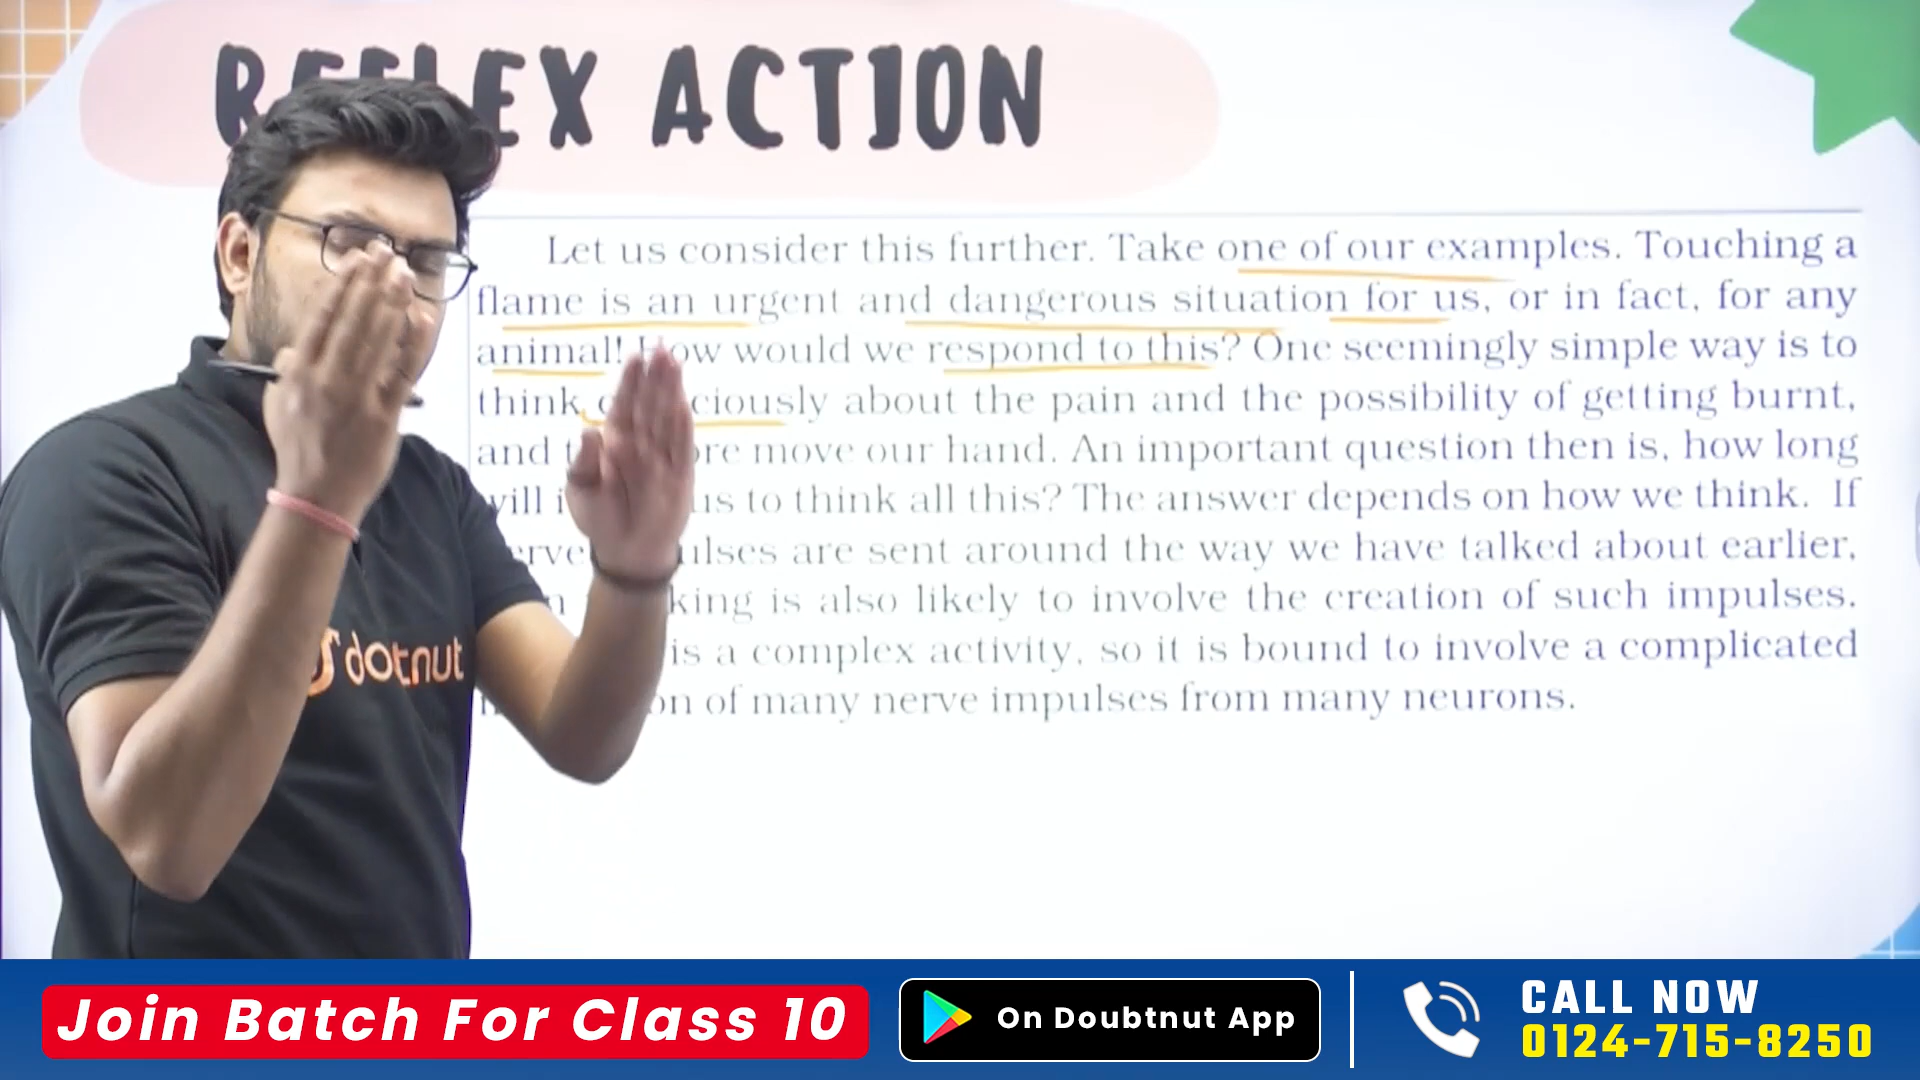 EX ACTION
Let us consider this further. Take one of our examples. Touching a
flame is an urgent and dangerous situation for us, or in fact, for any
animal! How would we respond to this? One seemingly simple way is to
think about the pain and the possibility of getting burnt,
and move our hand. An important question then is, how long
will us to think all this? The answer depends on how we think. If
are sent around the way we have talked about earlier,
is also likely to involve the creation of such impulses.
is a complex activity, so it is bound to involve a complicated
of many nerve impulses from many neurons.
dotnut
Join Batch For Class 10
On Doubtnut App
CALL NOW
0124-715-8250